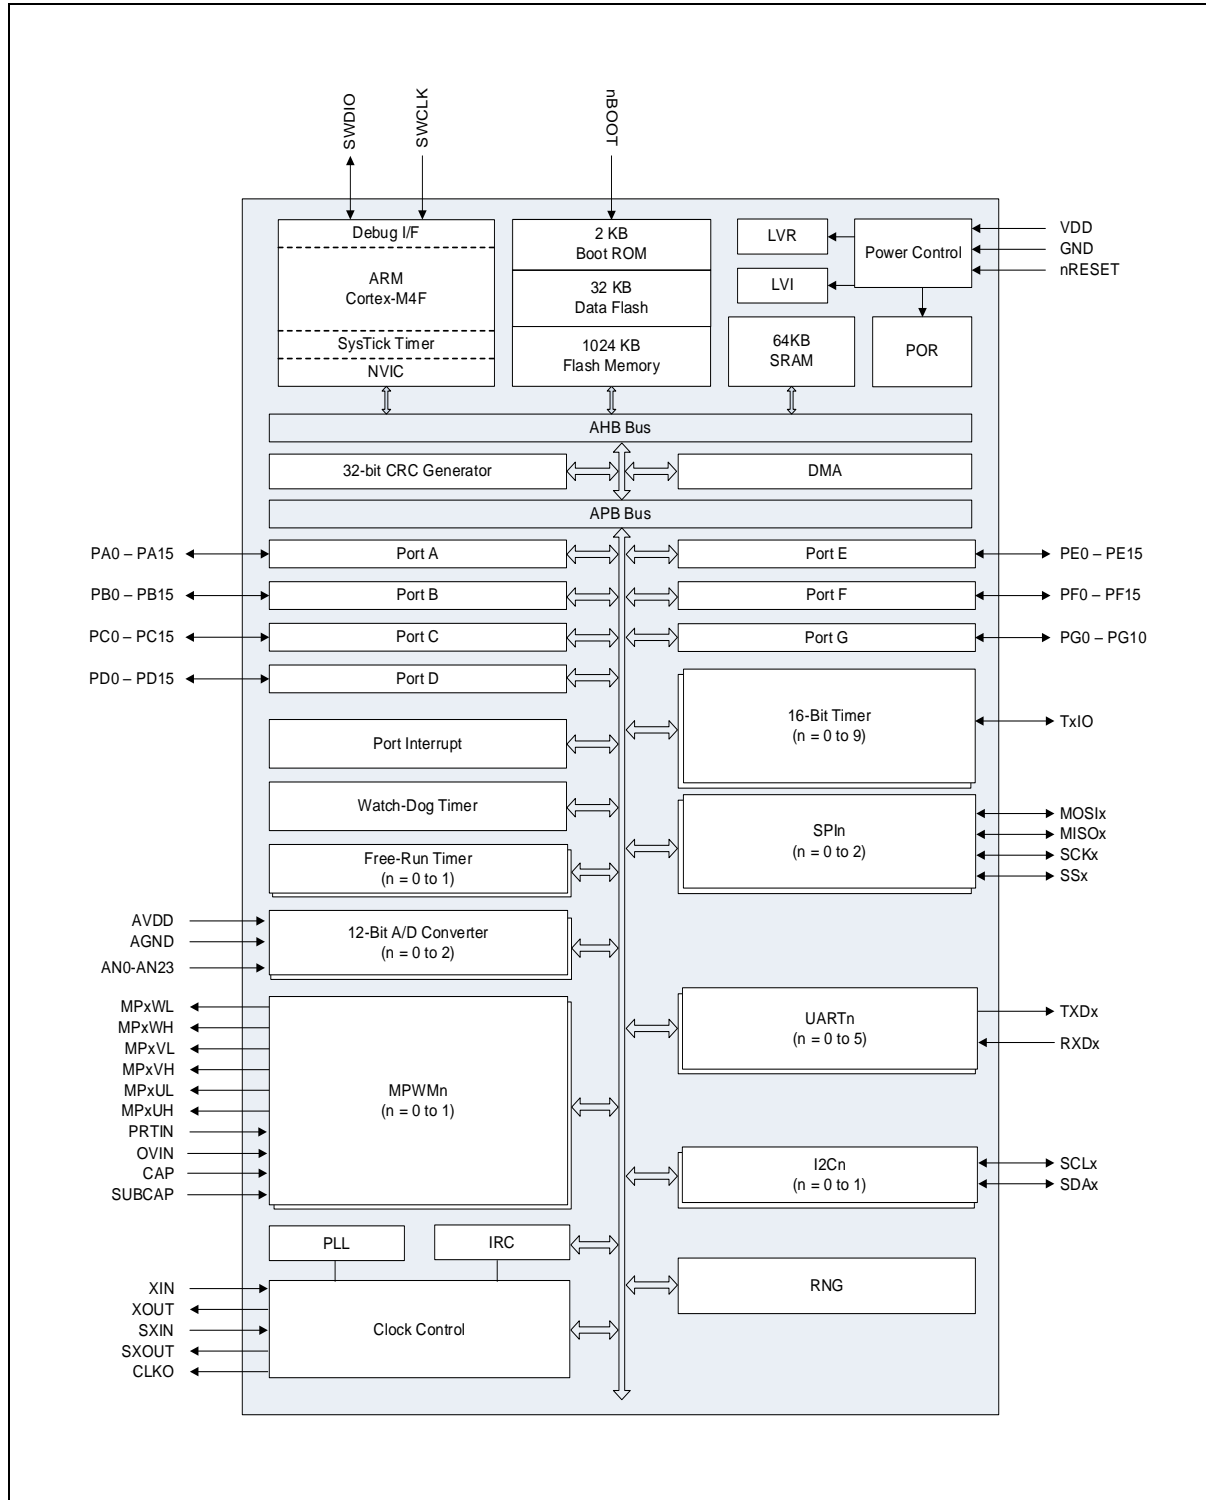 SWDIO
SWCLK
nBOOT
Debug I/F
ARM
Cortex-M4F
SysTick Timer
NVIC
2 KB
Boot ROM
32 KB
Data Flash
1024 KB
Flash Memory
LVR
LVI
Power Control
VDD
GND
nRESET
64KB
SRAM
POR
AHB Bus
32-bit CRC Generator
DMA
APB Bus
PA0 – PA15
Port A
Port E
PE0 – PE15
PB0 – PB15
Port B
Port F
PF0 – PF15
PC0 – PC15
Port C
Port G
PG0 – PG10
PD0 – PD15
Port D
16-Bit Timer
(n = 0 to 9)
TxIO
Port Interrupt
Watch-Dog Timer
SPIn
(n = 0 to 2)
MOSIx
MISOx
SCKx
SSx
Free-Run Timer
(n = 0 to 1)
AVDD
AGND
AN0-AN23
12-Bit A/D Converter
(n = 0 to 2)
MPxWL
MPxWH
MPxVL
MPxVH
MPxUL
MPxUH
PRTIN
OVIN
CAP
SUBCAP
MPWMn
(n = 0 to 1)
UARTn
(n = 0 to 5)
TXDx
RXDx
I2Cn
(n = 0 to 1)
SCLx
SDAx
PLL
IRC
RNG
XIN
XOUT
SXIN
SXOUT
CLKO
Clock Control